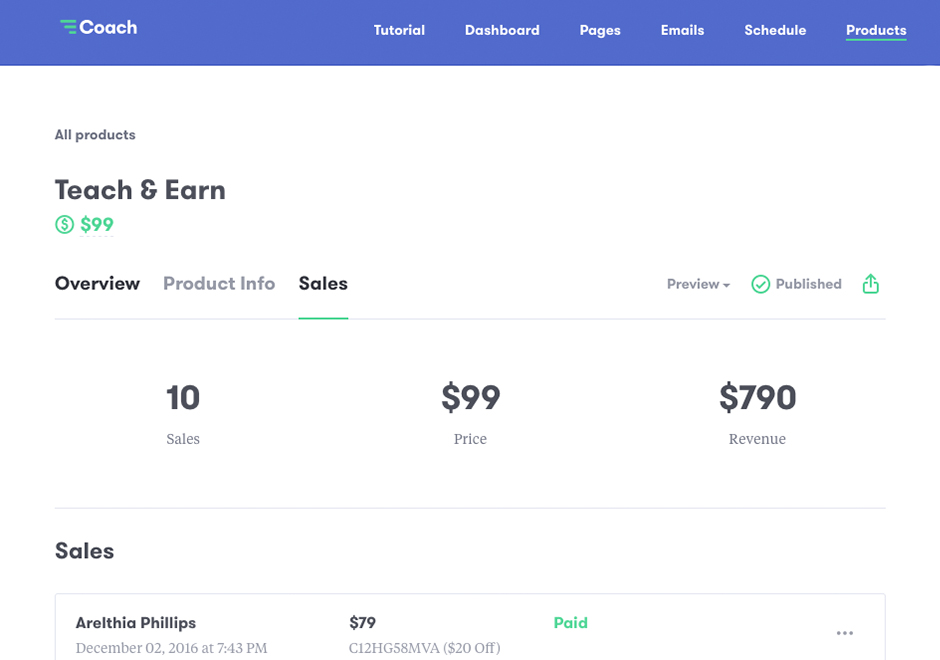 Coach
Tutorial Dashboard Pages Emails Schedule Products
All products
Teach & Earn
$99
Overview Product Info Sales Preview Published
10 $99 $790
Sales Price Revenue
Sales
Arelthia Phillips $79 Paid
December 02, 2016 at 7:43 PM C12HG58MVA ($20 Off)